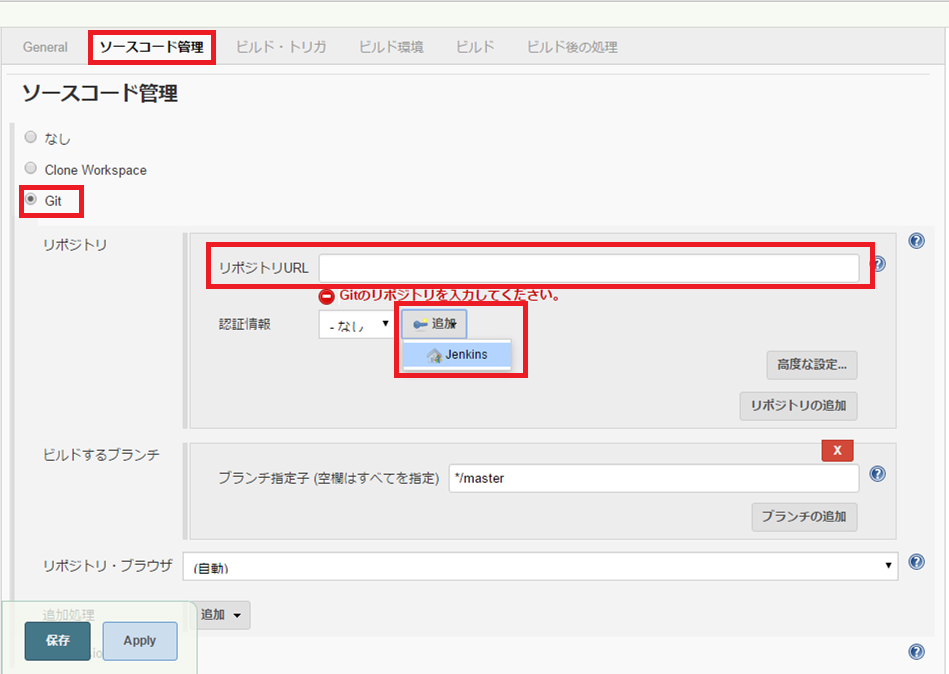 General ソースコード管理 ビルド・トリガ ビルド環境 ビルド ビルド後の処理
ソースコード管理
なし
Clone Workspace
Git
リポジトリ
リポジトリURL
Gitのリポジトリを入力してください。
認証情報 - なし 追加
Jenkins
高度な設定...
リポジトリの追加
ビルドするブランチ
X
ブランチ指定子 (空欄はすべてを指定) */master
ブランチの追加
リポジトリ・ブラウザ (自動)
追加処理 追加
保存 Apply